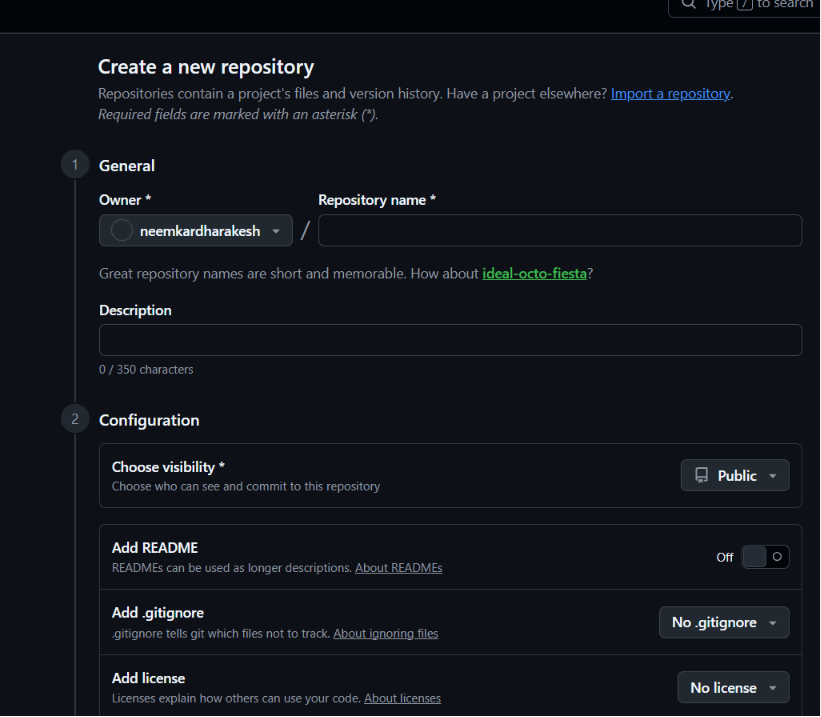 Type / to search
Create a new repository
Repositories contain a project's files and version history. Have a project elsewhere? Import a repository.
Required fields are marked with an asterisk (*).
1 General
Owner * Repository name *
neemkardharakesh /
Great repository names are short and memorable. How about ideal-octo-fiesta?
Description
0 / 350 characters
2 Configuration
Choose visibility *
Choose who can see and commit to this repository
Public
Add README
READMEs can be used as longer descriptions. About READMEs
Off
Add .gitignore
.gitignore tells git which files not to track. About ignoring files
No .gitignore
Add license
Licenses explain how others can use your code. About licenses
No license